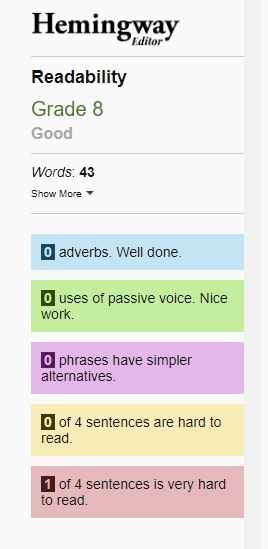 Hemingway
Editor
Readability
Grade 8
Good
Words: 43
Show More
0 adverbs. Well done.
0 uses of passive voice. Nice
work.
0 phrases have simpler
alternatives.
0 of 4 sentences are hard to
read.
1 of 4 sentences is very hard
to read.